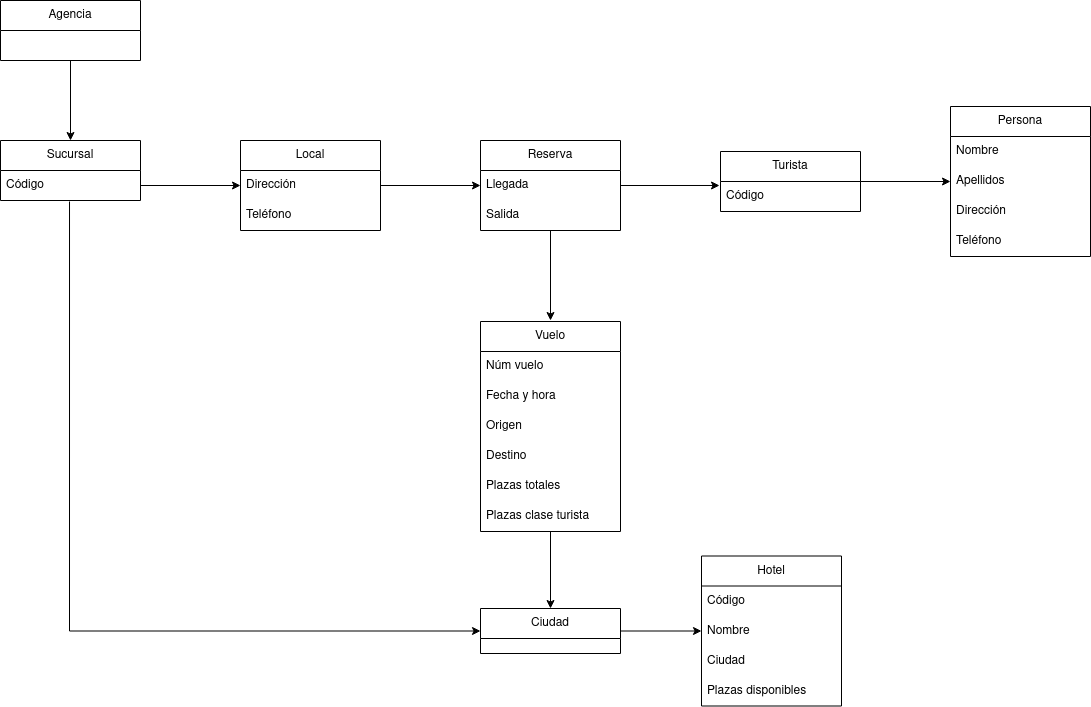 Agencia
Sucursal
Código
Local
Dirección
Teléfono
Reserva
Llegada
Salida
Turista
Código
Persona
Nombre
Apellidos
Dirección
Teléfono
Vuelo
Núm vuelo
Fecha y hora
Origen
Destino
Plazas totales
Plazas clase turista
Ciudad
Hotel
Código
Nombre
Ciudad
Plazas disponibles